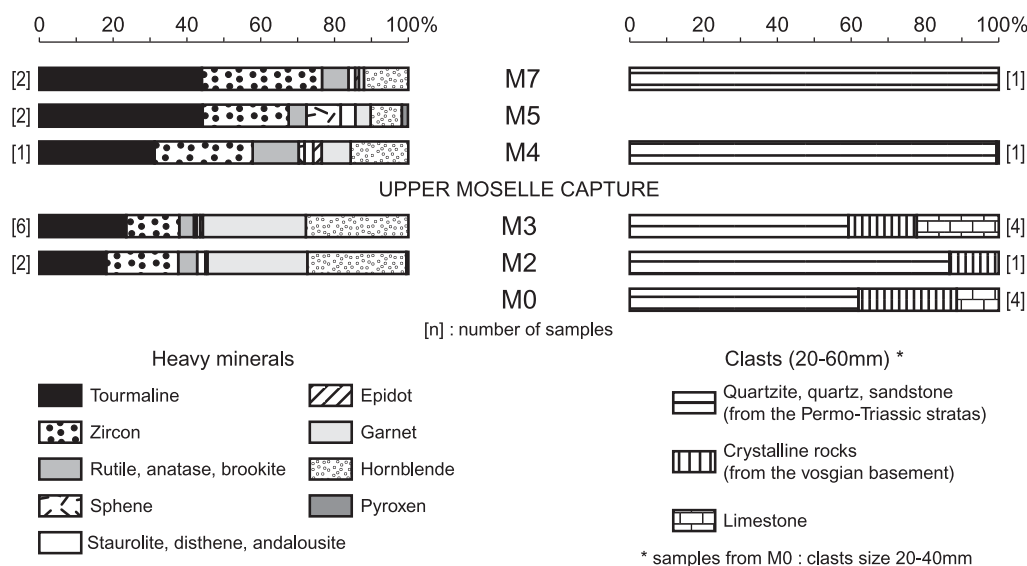 0 20 40 60 80 100% 0 20 40 60 80 100%
[2] M7 [1]
[2] M5
[1] M4 [1]
UPPER MOSELLE CAPTURE
[6] M3 [4]
[2] M2 [1]
M0 [4]
[n] : number of samples
Heavy minerals
Tourmaline
Zircon
Rutile, anatase, brookite
Sphene
Staurolite, disthene, andalousite
Epidot
Garnet
Hornblende
Pyroxen
Clasts (20-60mm) *
Quartzite, quartz, sandstone
(from the Permo-Triassic stratas)
Crystalline rocks
(from the vosgian basement)
Limestone
* samples from M0 : clasts size 20-40mm